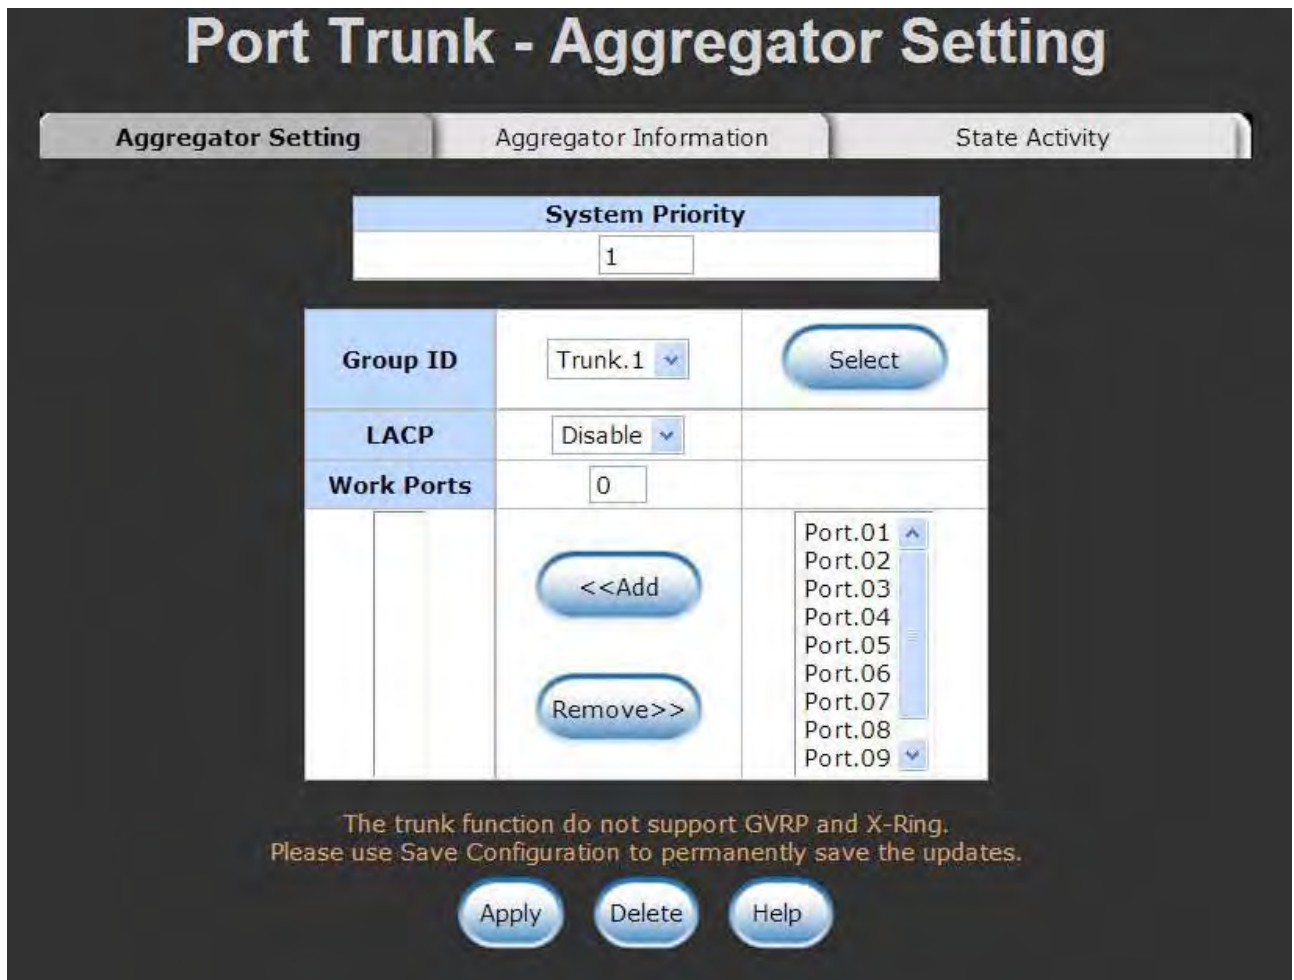 Port Trunk - Aggregator Setting
Aggregator Setting Aggregator Information State Activity
System Priority
1
Group ID Trunk.1 Select
LACP Disable
Work Ports 0
Port.01
Port.02
<<Add Port.03
Port.04
Port.05
Port.06
Remove>> Port.07
Port.08
Port.09
The trunk function do not support GVRP and X-Ring.
Please use Save Configuration to permanently save the updates.
Apply Delete Help